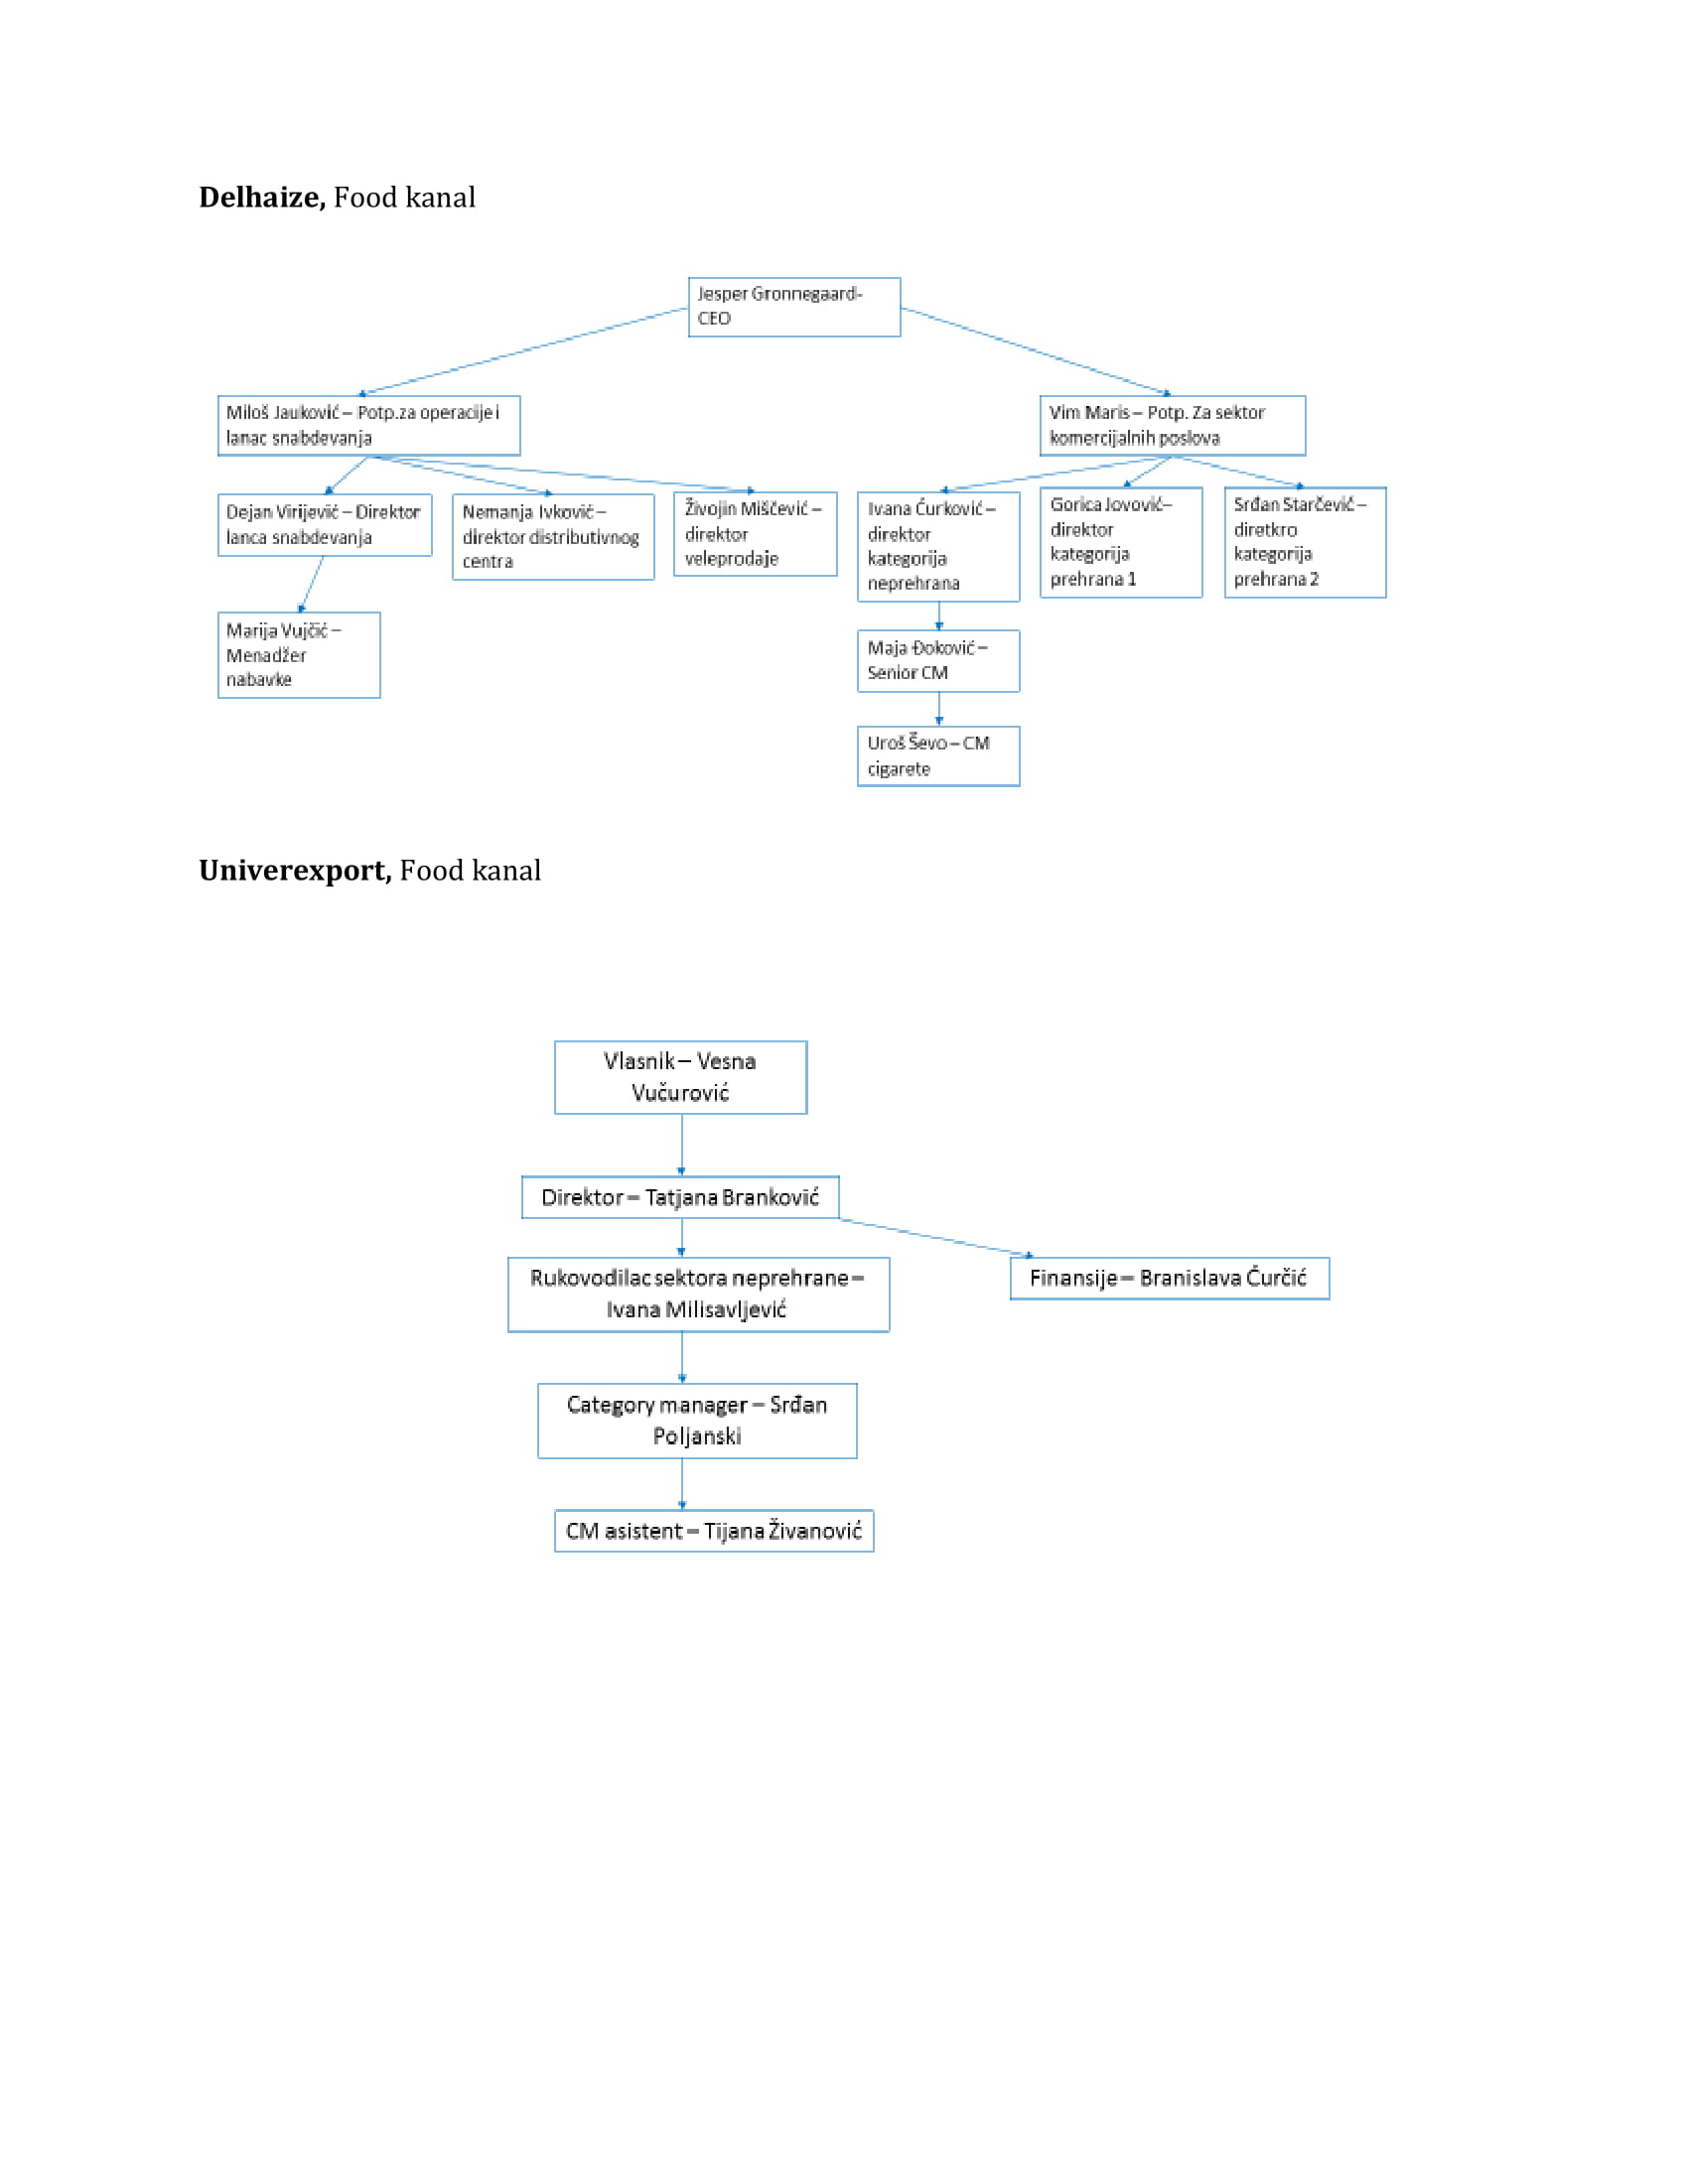 Delhaize, Food kanal
Jesper Gronnegaard-
CEO
Miloš Jauković – Potp.za operacije i
lanac snabdevanja
Vim Maris – Potp. Za sektor
komercijalnih poslova
Dejan Virijević – Direktor
lanca snabdevanja
Nemanja Ivković –
direktor distributivnog
centra
Živojin Miščević –
direktor
veleprodaje
Ivana Ćurković –
direktor
kategorija
neprehrana
Gorica Jovović–
direktor
kategorija
prehrana 1
Srđan Starčević –
diretkro
kategorija
prehrana 2
Marija Vujčić –
Menadžer
nabavke
Maja Đoković –
Senior CM
Uroš Ševo – CM
cigarete
Univerexport, Food kanal
Vlasnik – Vesna
Vučurović
Direktor – Tatjana Branković
Rukovodilac sektora neprehrane –
Ivana Milisavljević
Finansije – Branislava Ćurčić
Category manager – Srđan
Poljanski
CM asistent – Tijana Živanović